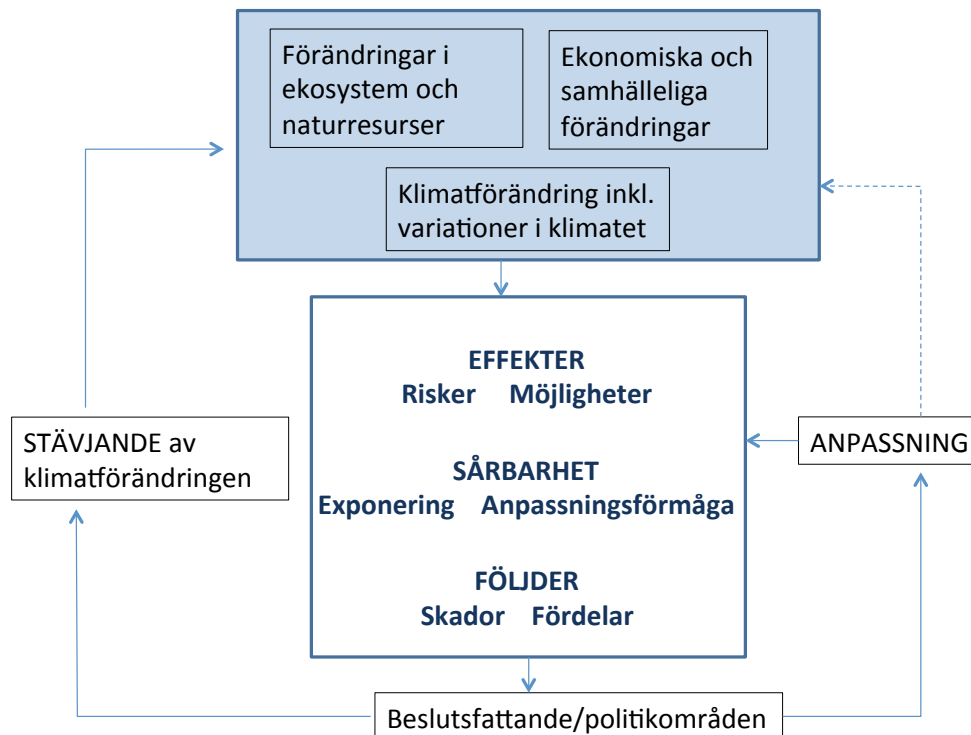 Förändringar i
ekosystem och
naturresurser
Ekonomiska och
samhälleliga
förändringar
Klimatförändring inkl.
variationer i klimatet
EFFEKTER
Risker Möjligheter
SÅRBARHET
Exponering Anpassningsförmåga
FÖLJDER
Skador Fördelar
STÄVJANDE av
klimatförändringen
ANPASSNING
Beslutsfattande/politikområden